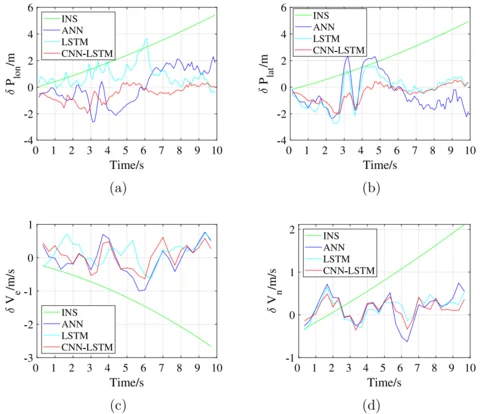 6
4
2
0
-2
-4
δ P_lon /m
INS
ANN
LSTM
CNN-LSTM
0 1 2 3 4 5 6 7 8 9 10
Time/s
(a)
6
4
2
0
-2
-4
δ P_lat /m
INS
ANN
LSTM
CNN-LSTM
0 1 2 3 4 5 6 7 8 9 10
Time/s
(b)
1
0
-1
-2
-3
δ V_e /m/s
INS
ANN
LSTM
CNN-LSTM
0 1 2 3 4 5 6 7 8 9 10
Time/s
(c)
2
1
0
-1
δ V_n /m/s
INS
ANN
LSTM
CNN-LSTM
0 1 2 3 4 5 6 7 8 9 10
Time/s
(d)